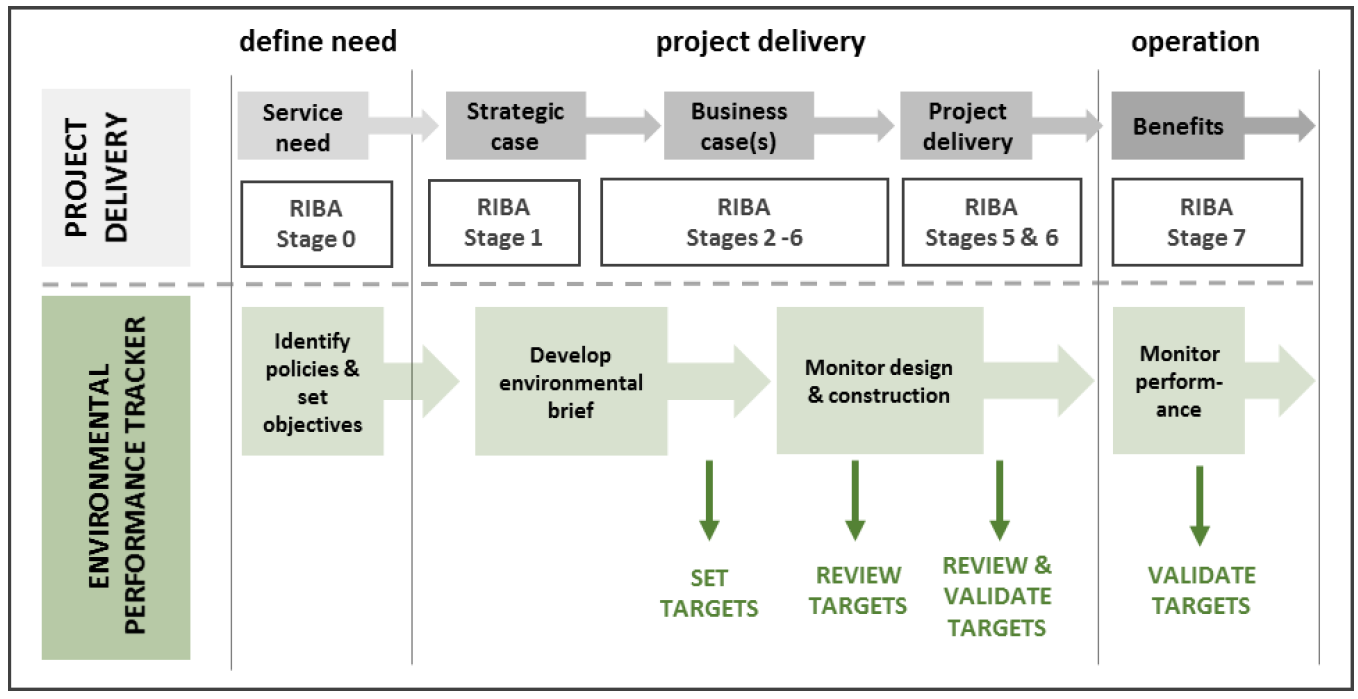 define need
project delivery
operation
PROJECT
DELIVERY
Service
need
Strategic
case
Business
case(s)
Project
delivery
Benefits
RIBA
Stage 0
RIBA
Stage 1
RIBA
Stages 2 -6
RIBA
Stages 5 & 6
RIBA
Stage 7
ENVIRONMENTAL
PERFORMANCE TRACKER
Identify
policies &
set
objectives
Develop
environmental
brief
Monitor design
& construction
Monitor
perform-
ance
SET
TARGETS
REVIEW
TARGETS
REVIEW &
VALIDATE
TARGETS
VALIDATE
TARGETS